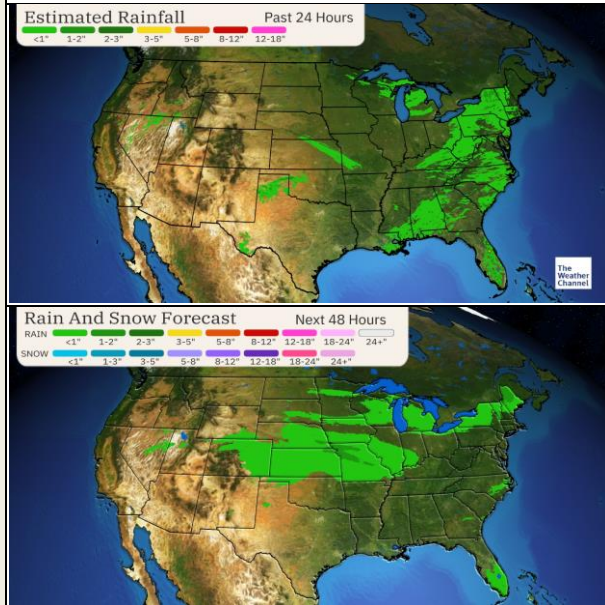 Estimated Rainfall Past 24 Hours
<1" 1-2" 2-3" 3-5" 5-8" 8-12" 12-18"
The
Weather
Channel
Rain And Snow Forecast Next 48 Hours
RAIN
<1" 1-2" 2-3" 3-5" 5-8" 8-12" 12-18" 18-24" 24+"
SNOW
<1" 1-3" 3-5" 5-8" 8-12" 12-18" 18-24" 24+"